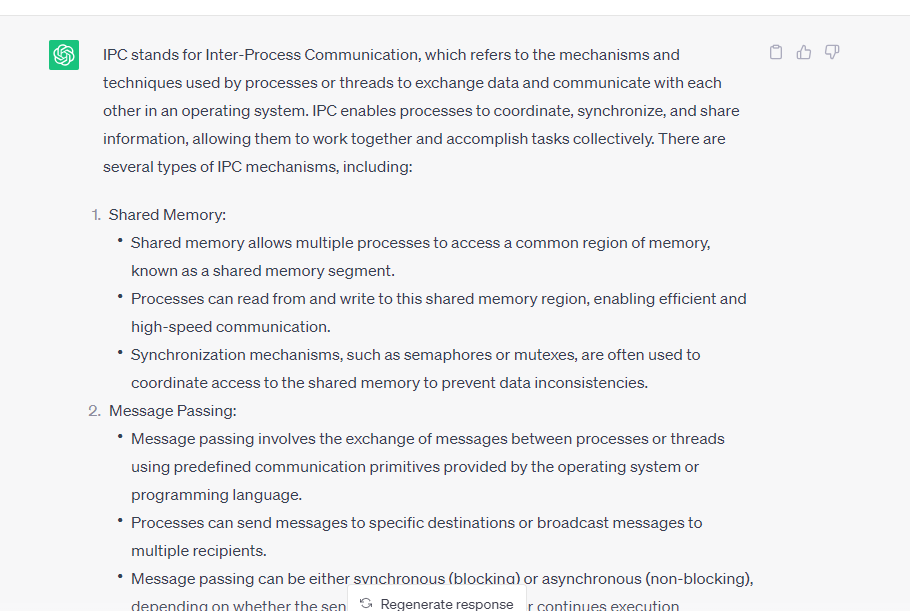 IPC stands for Inter-Process Communication, which refers to the mechanisms and
techniques used by processes or threads to exchange data and communicate with each
other in an operating system. IPC enables processes to coordinate, synchronize, and share
information, allowing them to work together and accomplish tasks collectively. There are
several types of IPC mechanisms, including:
1. Shared Memory:
• Shared memory allows multiple processes to access a common region of memory,
known as a shared memory segment.
• Processes can read from and write to this shared memory region, enabling efficient and
high-speed communication.
• Synchronization mechanisms, such as semaphores or mutexes, are often used to
coordinate access to the shared memory to prevent data inconsistencies.
2. Message Passing:
• Message passing involves the exchange of messages between processes or threads
using predefined communication primitives provided by the operating system or
programming language.
• Processes can send messages to specific destinations or broadcast messages to
multiple recipients.
• Message passing can be either synchronous (blocking) or asynchronous (non-blocking),
depending on whether the sen
Regenerate response
r continues execution